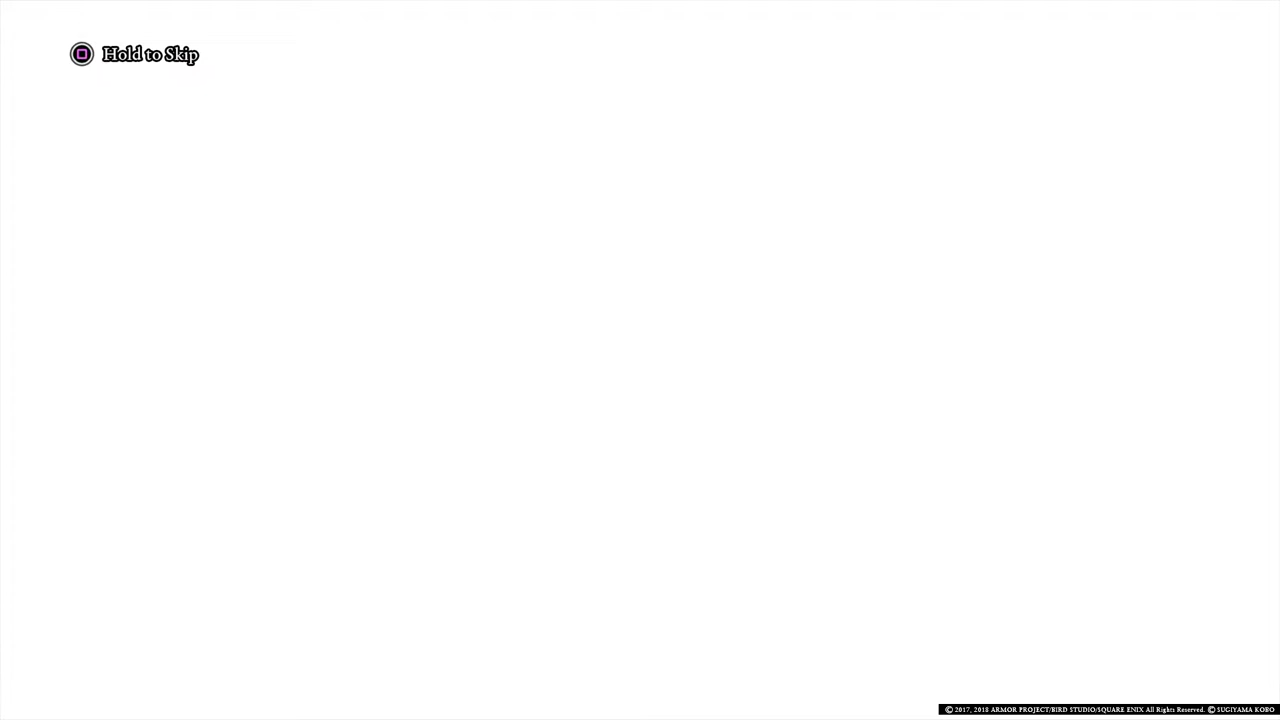 Hold to Skip
© 2017, 2018 ARMOR PROJECT/BIRD STUDIO/SQUARE ENIX All Rights Reserved. © SUGIYAMA KOBO